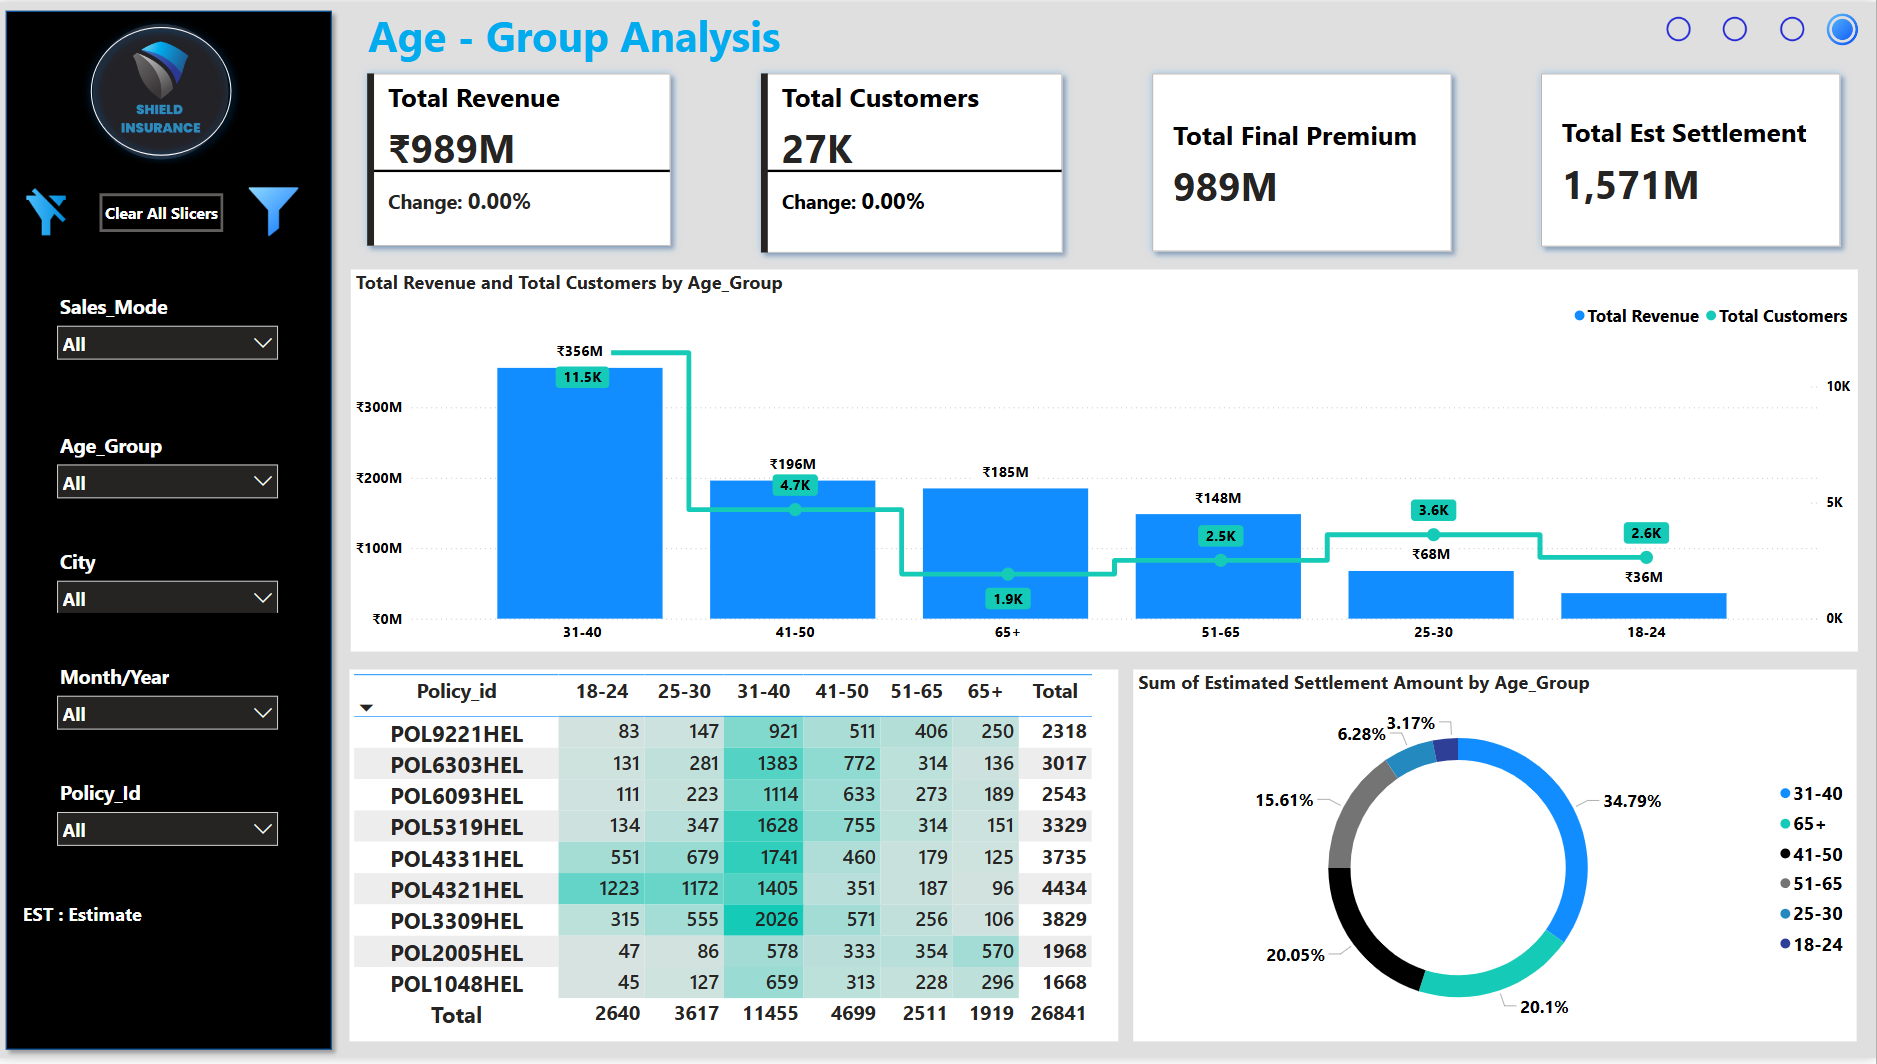 SHIELD
INSURANCE
Clear All Slicers
Sales_Mode
All
Age_Group
All
City
All
Month/Year
All
Policy_Id
All
EST : Estimate
Age - Group Analysis
Total Revenue
₹989M
Change: 0.00%
Total Customers
27K
Change: 0.00%
Total Final Premium
989M
Total Est Settlement
1,571M
Total Revenue and Total Customers by Age_Group
Total Revenue Total Customers
₹300M
₹200M
₹100M
₹0M
₹356M
11.5K
₹196M
4.7K
₹185M
1.9K
₹148M
2.5K
3.6K
₹68M
2.6K
₹36M
10K
5K
0K
31-40 41-50 65+ 51-65 25-30 18-24
Policy_id 18-24 25-30 31-40 41-50 51-65 65+ Total
POL9221HEL 83 147 921 511 406 250 2318
POL6303HEL 131 281 1383 772 314 136 3017
POL6093HEL 111 223 1114 633 273 189 2543
POL5319HEL 134 347 1628 755 314 151 3329
POL4331HEL 551 679 1741 460 179 125 3735
POL4321HEL 1223 1172 1405 351 187 96 4434
POL3309HEL 315 555 2026 571 256 106 3829
POL2005HEL 47 86 578 333 354 570 1968
POL1048HEL 45 127 659 313 228 296 1668
Total 2640 3617 11455 4699 2511 1919 26841
Sum of Estimated Settlement Amount by Age_Group
3.17%
6.28%
15.61%
34.79%
20.05%
20.1%
31-40
65+
41-50
51-65
25-30
18-24